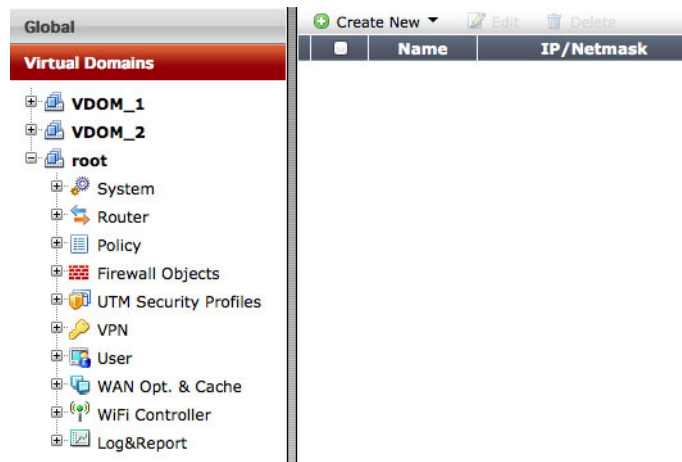 Global
Virtual Domains
VDOM_1
VDOM_2
root
System
Router
Policy
Firewall Objects
UTM Security Profiles
VPN
User
WAN Opt. & Cache
WiFi Controller
Log&Report
Create New Edit Delete
Name IP/Netmask